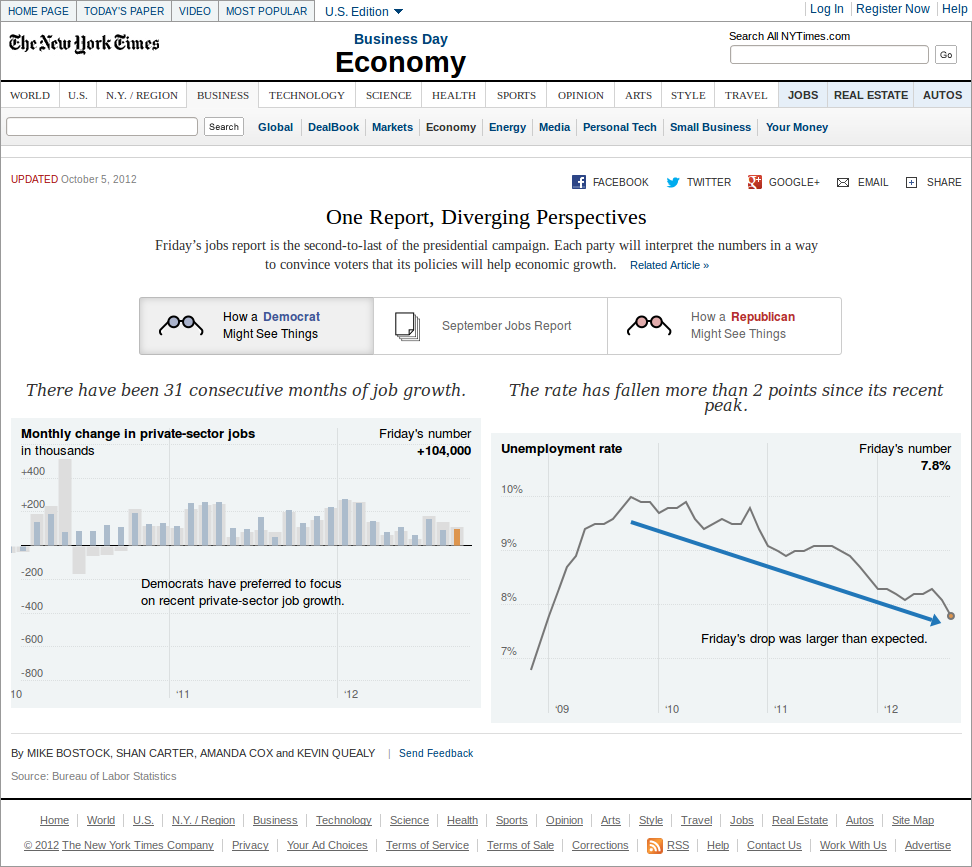 HOME PAGE TODAY'S PAPER VIDEO MOST POPULAR U.S. Edition Log In Register Now Help
The New York Times
Business Day
Economy
Search All NYTimes.com
Go
WORLD U.S. N.Y. / REGION BUSINESS TECHNOLOGY SCIENCE HEALTH SPORTS OPINION ARTS STYLE TRAVEL JOBS REAL ESTATE AUTOS
Search Global DealBook Markets Economy Energy Media Personal Tech Small Business Your Money
UPDATED October 5, 2012
FACEBOOK TWITTER GOOGLE+ EMAIL SHARE
One Report, Diverging Perspectives
Friday's jobs report is the second-to-last of the presidential campaign. Each party will interpret the numbers in a way
to convince voters that its policies will help economic growth. Related Article »
How a Democrat
Might See Things
September Jobs Report
How a Republican
Might See Things
There have been 31 consecutive months of job growth.
Monthly change in private-sector jobs
in thousands
Friday's number
+104,000
+400
+200
-200
-400
-600
-800
Democrats have preferred to focus
on recent private-sector job growth.
10 '11 '12
The rate has fallen more than 2 points since its recent
peak.
Unemployment rate
Friday's number
7.8%
10%
9%
8%
7%
Friday's drop was larger than expected.
'09 '10 '11 '12
By MIKE BOSTOCK, SHAN CARTER, AMANDA COX and KEVIN QUEALY | Send Feedback
Source: Bureau of Labor Statistics
Home World U.S. N.Y. / Region Business Technology Science Health Sports Opinion Arts Style Travel Jobs Real Estate Autos Site Map
© 2012 The New York Times Company Privacy Your Ad Choices Terms of Service Terms of Sale Corrections RSS Help Contact Us Work With Us Advertise